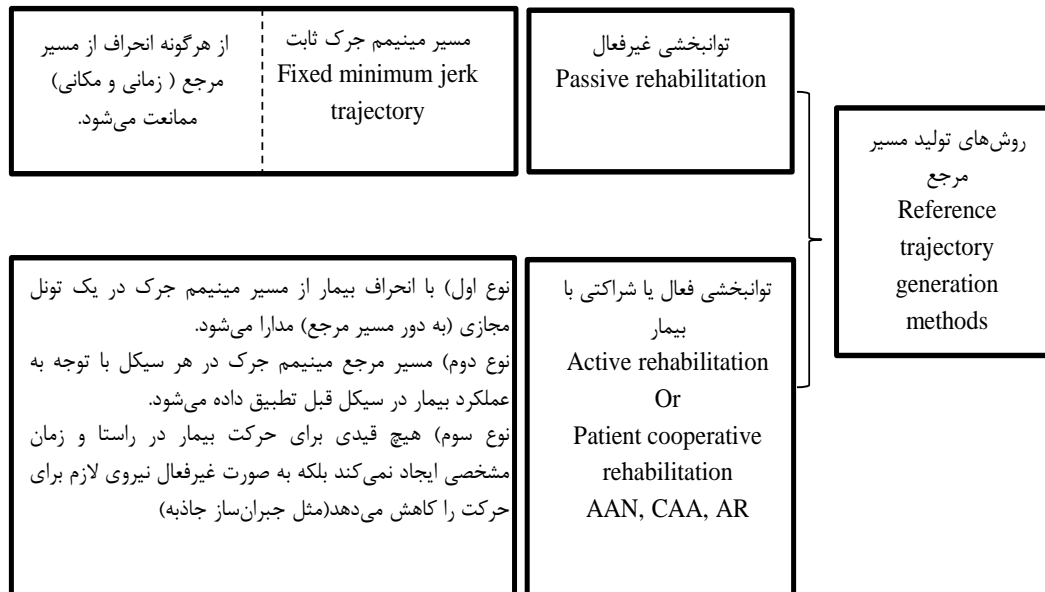 روش‌های تولید مسیر
مرجع
Reference
trajectory
generation
methods
توانبخشی غیرفعال
Passive rehabilitation
مسیر مینیمم جرک ثابت
Fixed minimum jerk
trajectory
از هرگونه انحراف از مسیر
مرجع ( زمانی و مکانی)
ممانعت می‌شود.
توانبخشی فعال یا شراکتی با
بیمار
Active rehabilitation
Or
Patient cooperative
rehabilitation
AAN, CAA, AR
نوع اول) با انحراف بیمار از مسیر مینیمم جرک در یک تونل
مجازی (به دور مسیر مرجع) مدارا می‌شود.
نوع دوم) مسیر مرجع مینیمم جرک در هر سیکل با توجه به
عملکرد بیمار در سیکل قبل تطبیق داده می‌شود.
نوع سوم) هیچ قیدی برای حرکت بیمار در راستا و زمان
مشخصی ایجاد نمی‌کند بلکه به صورت غیرفعال نیروی لازم برای
حرکت را کاهش می‌دهد(مثل جبران‌ساز جاذبه)